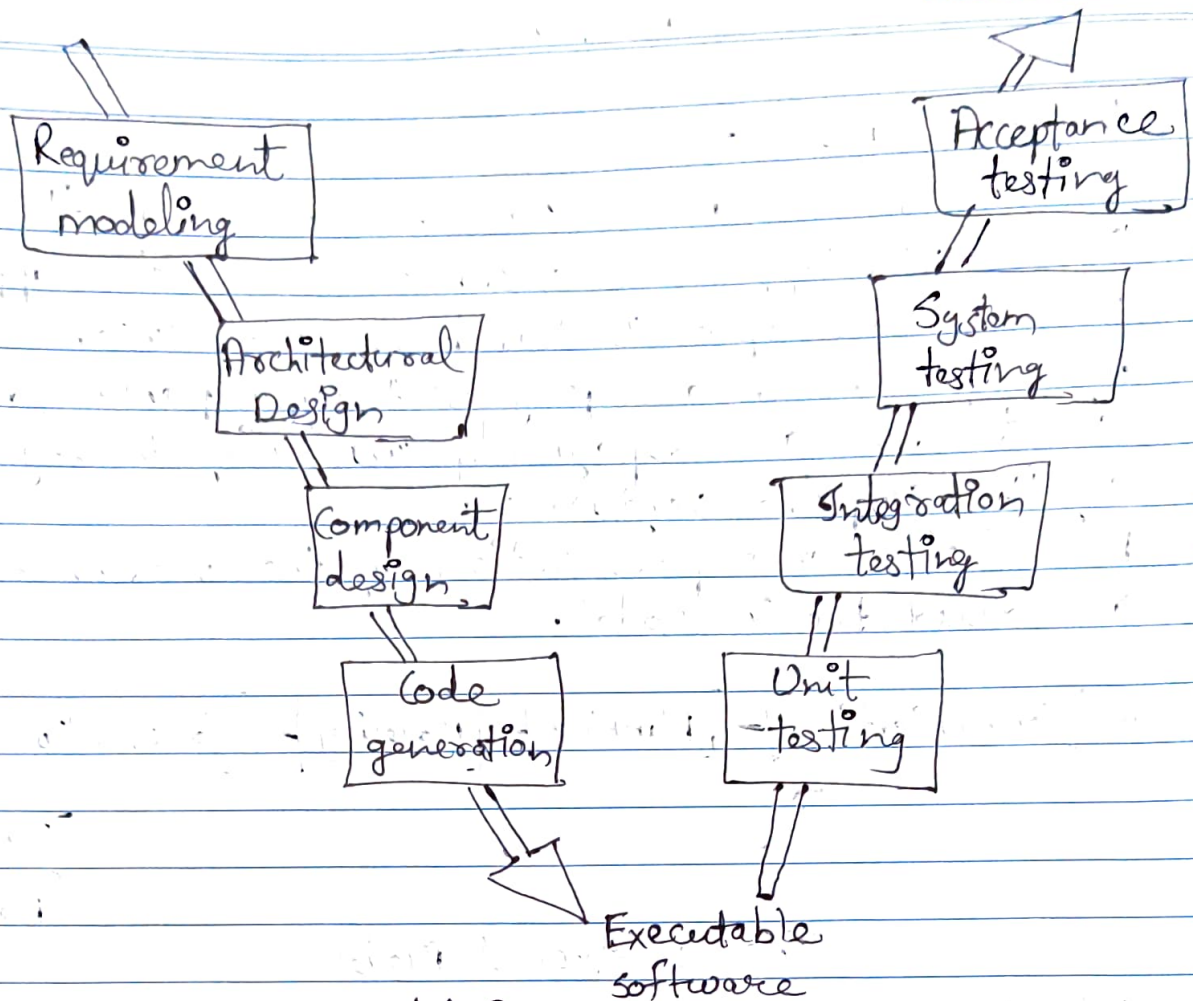 Requirement
modeling
Architectural
Design
Component
design
Code
generation
Executable
software
Unit
testing
Integration
testing
System
testing
Acceptance
testing